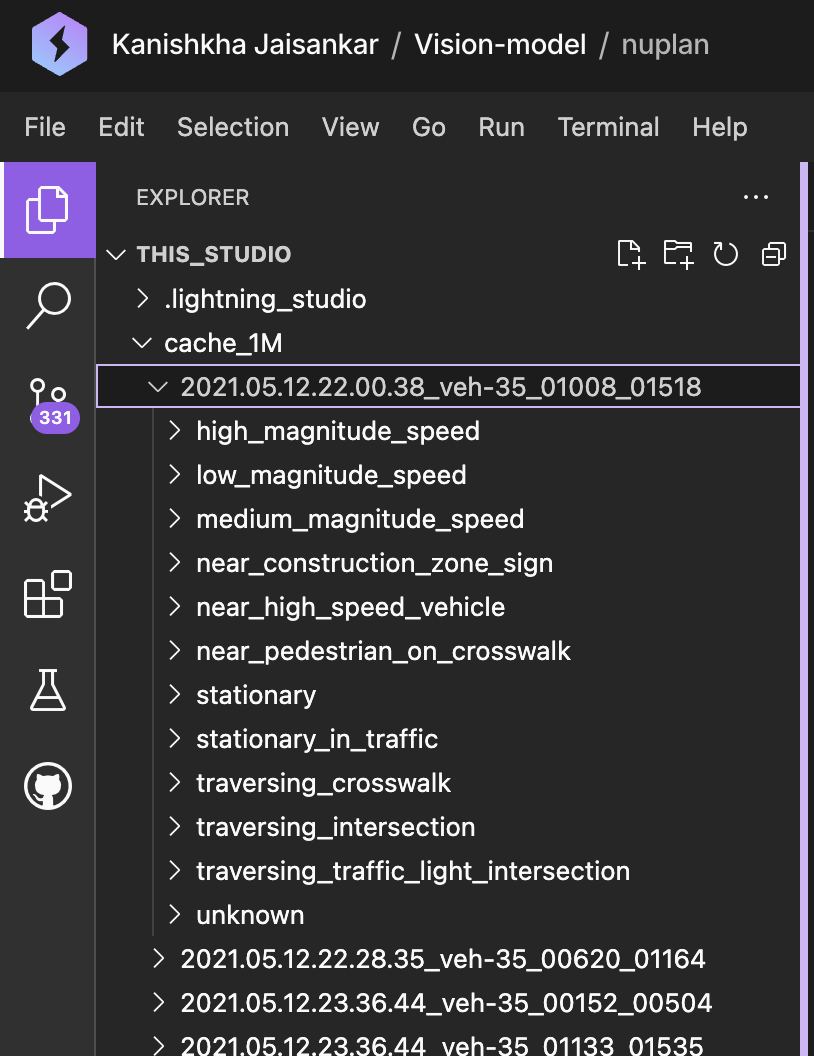 Kanishkha Jaisankar / Vision-model / nuplan
File Edit Selection View Go Run Terminal Help
EXPLORER
THIS_STUDIO
.lightning_studio
cache_1M
2021.05.12.22.00.38_veh-35_01008_01518
331
high_magnitude_speed
low_magnitude_speed
medium_magnitude_speed
near_construction_zone_sign
near_high_speed_vehicle
near_pedestrian_on_crosswalk
stationary
stationary_in_traffic
traversing_crosswalk
traversing_intersection
traversing_traffic_light_intersection
unknown
2021.05.12.22.28.35_veh-35_00620_01164
2021.05.12.23.36.44_veh-35_00152_00504
2021.05.12.23.36.44_veh-35_01133_01535